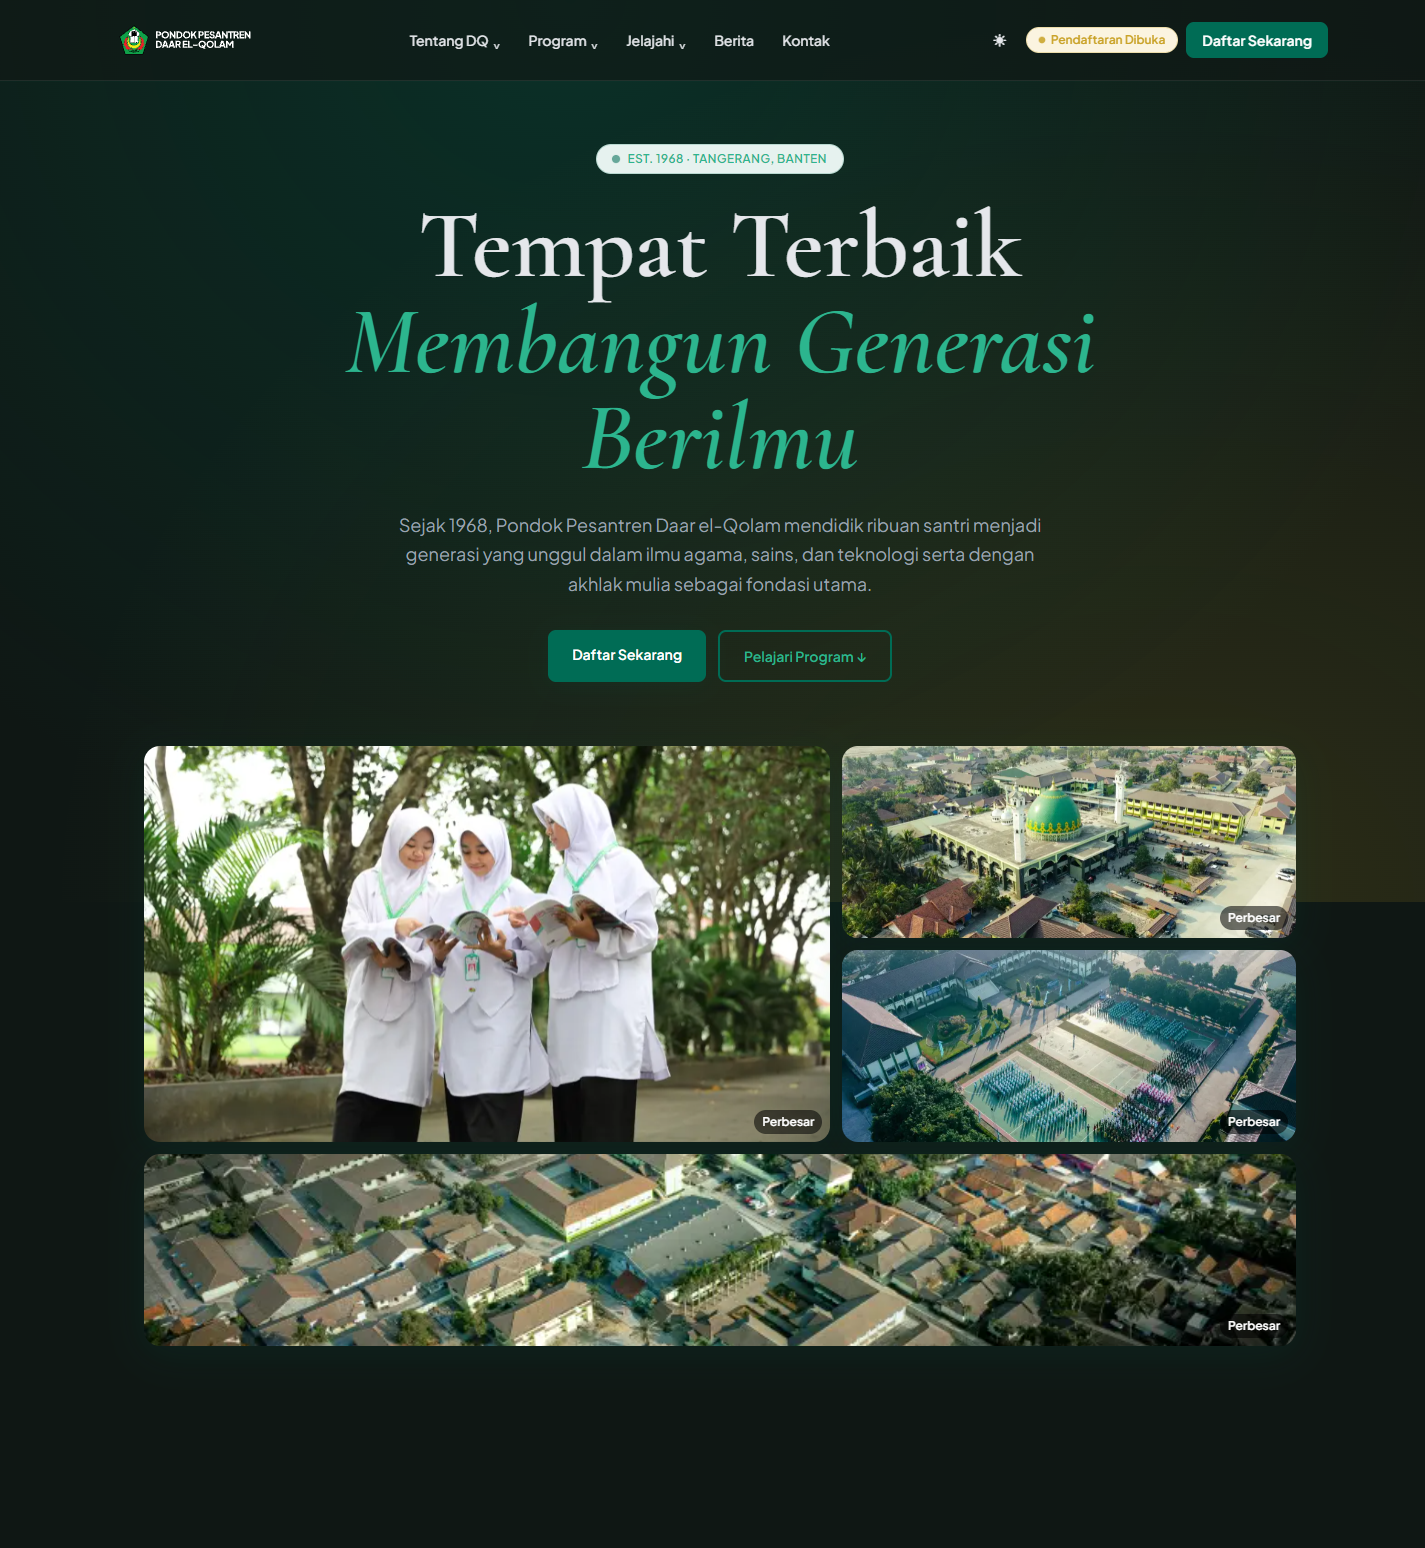 PONDOK PESANTREN
DAAR EL-QOLAM
Tentang DQ
Program
Jelajahi
Berita
Kontak
Pendaftaran Dibuka
Daftar Sekarang
EST. 1968 · TANGERANG, BANTEN
Tempat Terbaik
Membangun Generasi
Berilmu
Sejak 1968, Pondok Pesantren Daar el-Qolam mendidik ribuan santri menjadi
generasi yang unggul dalam ilmu agama, sains, dan teknologi serta dengan
akhlak mulia sebagai fondasi utama.
Daftar Sekarang
Pelajari Program ↓
Perbesar
Perbesar
Perbesar
Perbesar